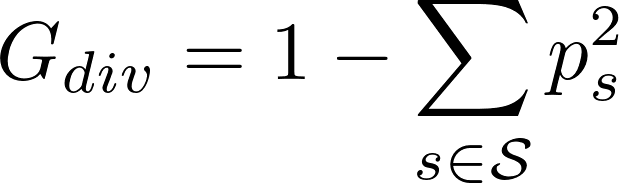 $G_{div} = 1 - \sum_{s \in \mathcal{S}} p_s^2$